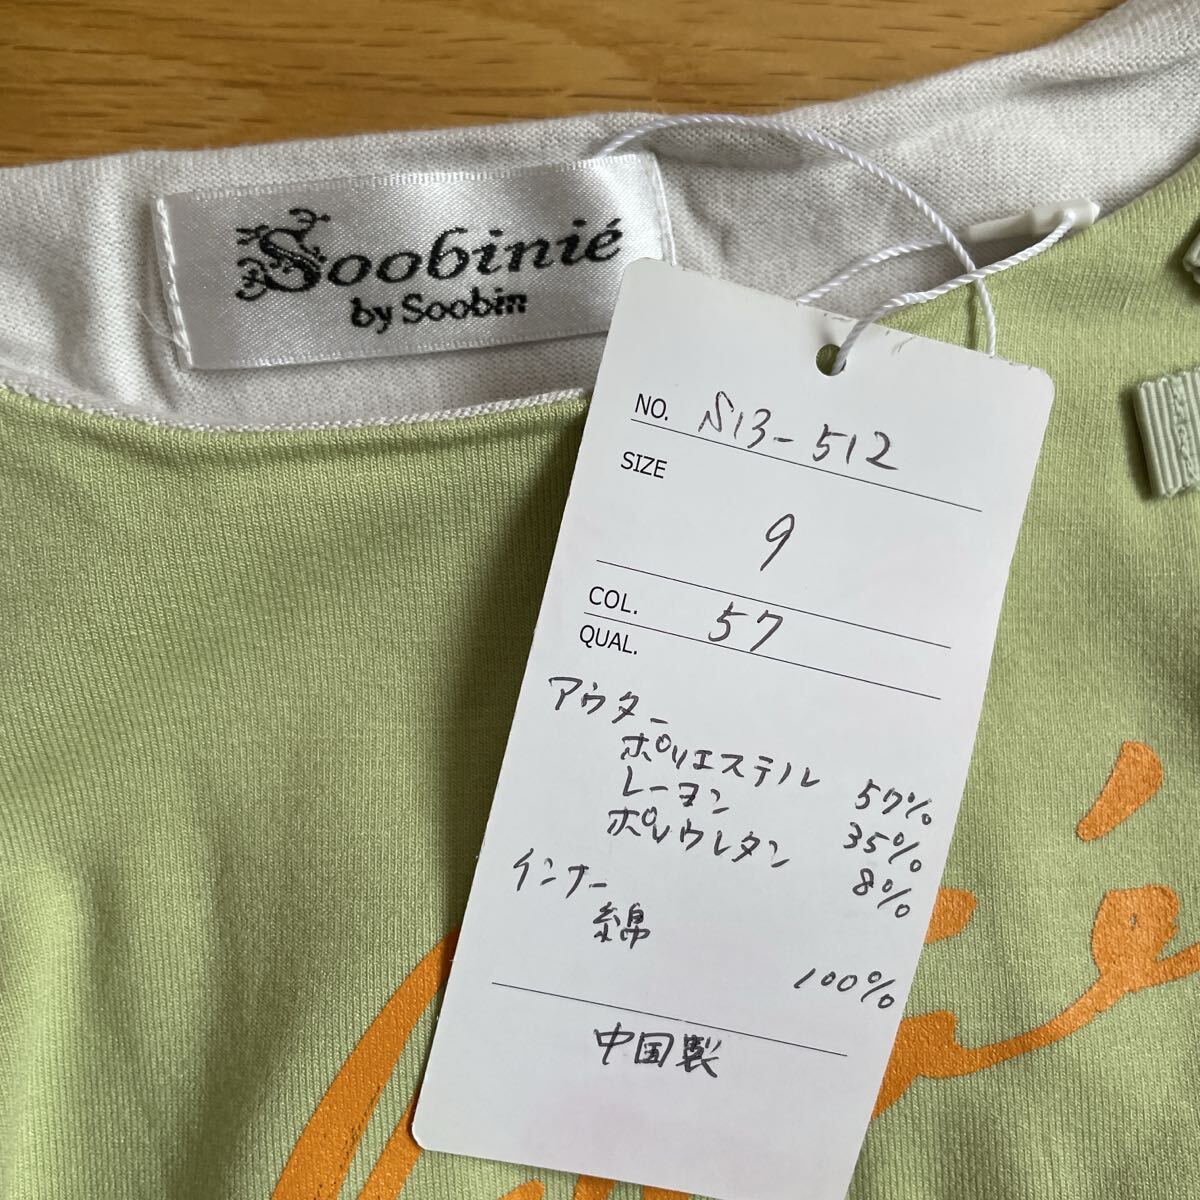 Soobinié
by Soobin
NO. S13-512
SIZE
9
COL. 57
QUAL.
アウター
ポリエステル 57%
レーヨン 35%
ポリウレタン 8%
インナー
綿
100%
中国製